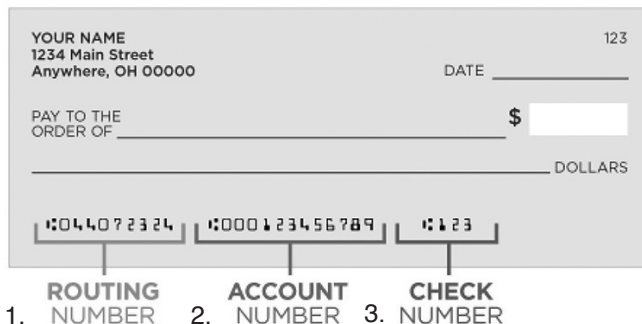 YOUR NAME 123
1234 Main Street
Anywhere, OH 00000
DATE
PAY TO THE
ORDER OF $
DOLLARS
⑆044072324 ⑆000123456789 ⑆123
ROUTING ACCOUNT CHECK
1. NUMBER 2. NUMBER 3. NUMBER